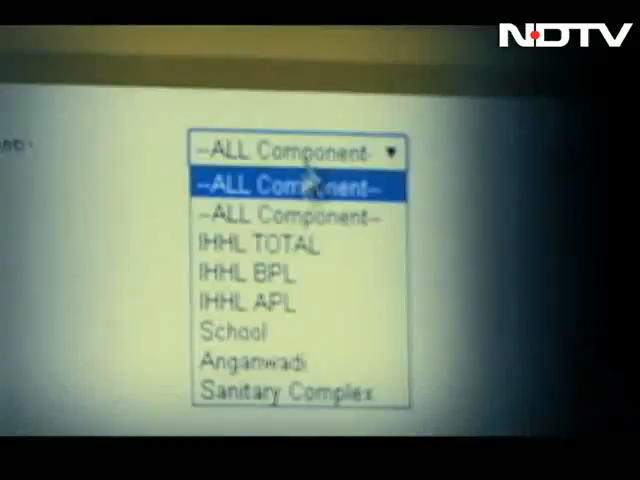 NDTV
--ALL Component-
--ALL Component--
--ALL Component--
IHHL TOTAL
IHHL BPL
IHHL APL
School
Anganwadi
Sanitary Complex